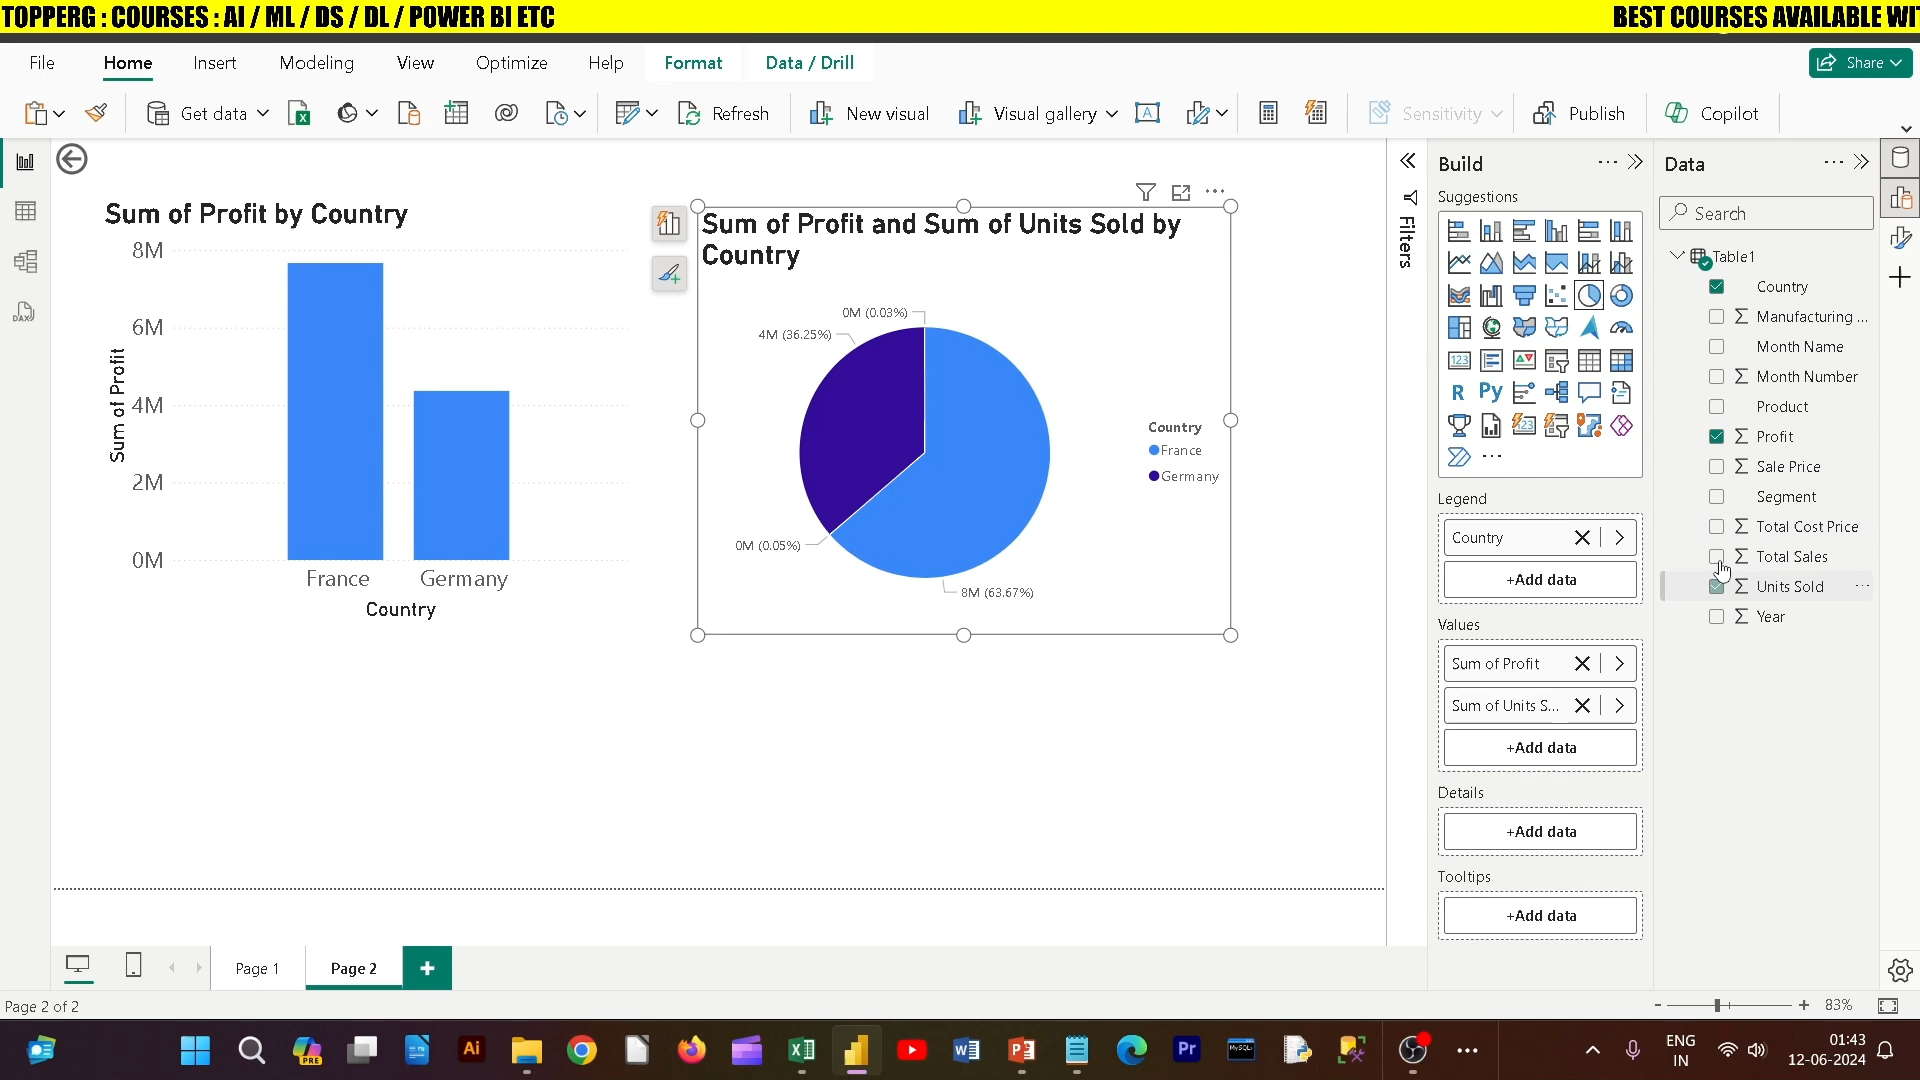 TOPPERG : COURSES : AI / ML / DS / DL / POWER BI ETC
BEST COURSES AVAILABLE WIT
File Home Insert Modeling View Optimize Help Format Data / Drill
Share
Get data Refresh New visual Visual gallery Sensitivity Publish Copilot
Sum of Profit by Country
8M
6M
4M
2M
0M
Sum of Profit
France Germany
Country
Sum of Profit and Sum of Units Sold by
Country
0M (0.03%)
4M (36.25%)
0M (0.05%)
8M (63.67%)
Country
France
Germany
Filters
Build
Suggestions
R Py
123
Legend
Country
+Add data
Values
Sum of Profit
Sum of Units S...
+Add data
Details
+Add data
Tooltips
+Add data
Data
Search
Table1
Country
Manufacturing ...
Month Name
Month Number
Product
Profit
Sale Price
Segment
Total Cost Price
Total Sales
Units Sold
Year
DAX
Page 1 Page 2
Page 2 of 2
83%
PRE
Ai
Pr
MySQL
ENG
IN
01:43
12-06-2024